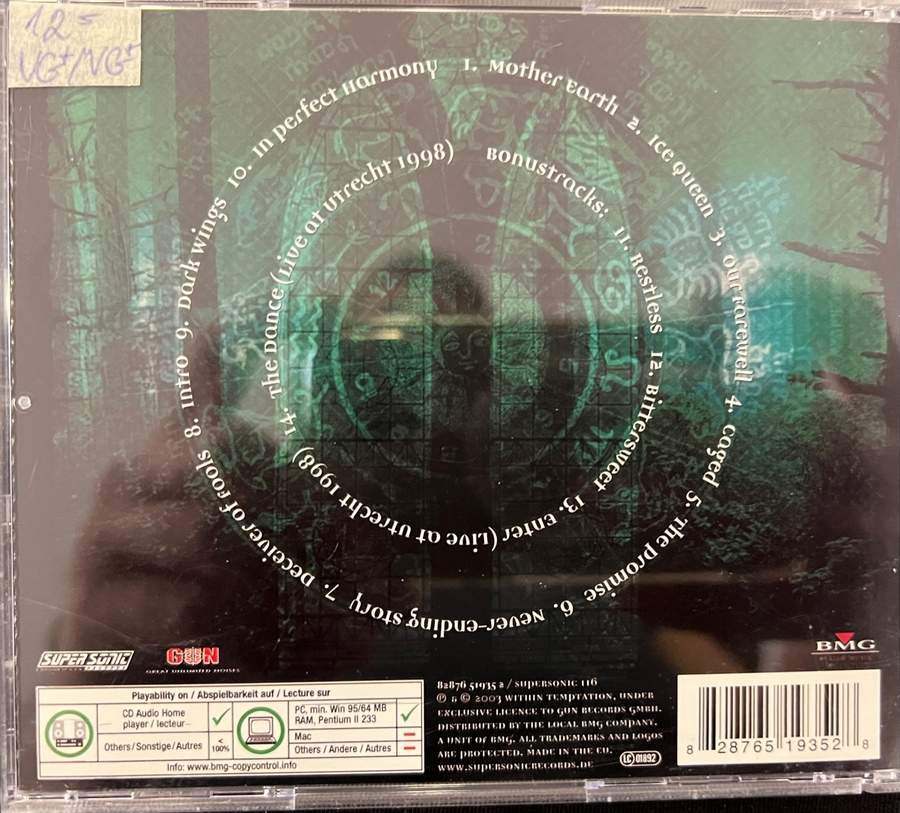 12-
VG+/VG+
1. Mother Earth 2. Ice Queen 3. Our Farewell 4. Caged 5. The Promise 6. Never-Ending Story 7. Deceiver of Fools 8. Intro 9. Dark Wings 10. In Perfect Harmony
Bonustracks: 11. Restless 12. Bittersweet 13. Enter (Live at Utrecht 1998) 14. The Dance (Live at Utrecht 1998)
SUPERSONIC
GUN
GREAT UNLIMITED NOISES
BMG
Playability on / Abspielbarkeit auf / Lecture sur
CD Audio Home player / lecteur ✓
Others / Sonstige / Autres < 100%
PC, min. Win 95/64 MB RAM, Pentium II 233 ✓
Mac –
Others / Andere / Autres –
Info: www.bmg-copycontrol.info
82876 51935 2 / SUPERSONIC 116
℗ & © 2003 WITHIN TEMPTATION, UNDER
EXCLUSIVE LICENCE TO GUN RECORDS GMBH.
DISTRIBUTED BY THE LOCAL BMG COMPANY,
A UNIT OF BMG. ALL TRADEMARKS AND LOGOS
ARE PROTECTED. MADE IN THE EU.
WWW.SUPERSONICRECORDS.DE
LC 01892
8 28765 19352 8